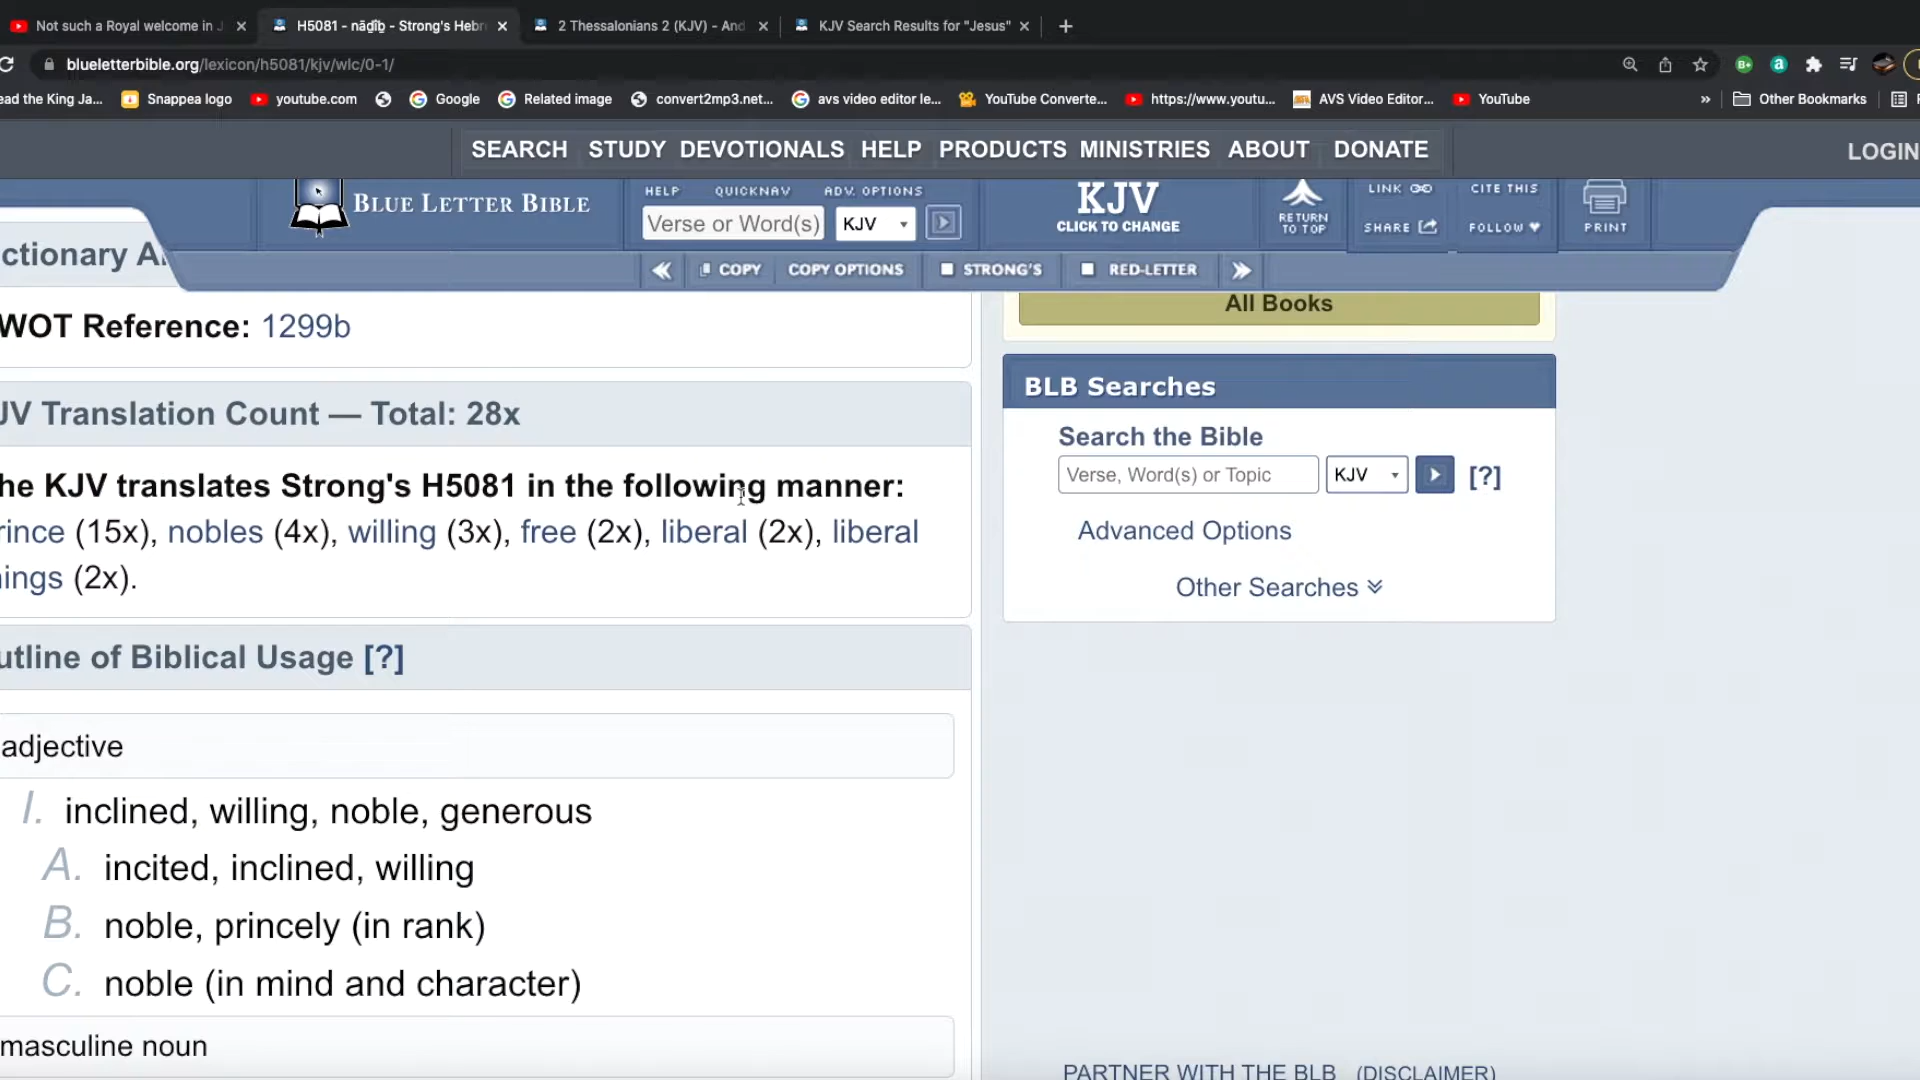 Not such a Royal welcome in J
H5081 - nāḏîḇ - Strong's Hebr
2 Thessalonians 2 (KJV) - And
KJV Search Results for "Jesus"
blueletterbible.org/lexicon/h5081/kjv/wlc/0-1/
ead the King Ja...
Snappea logo
youtube.com
Google
Related image
convert2mp3.net...
avs video editor le...
YouTube Converte...
https://www.youtu...
AVS Video Editor...
YouTube
»
Other Bookmarks
SEARCH STUDY DEVOTIONALS HELP PRODUCTS MINISTRIES ABOUT DONATE
LOGIN
BLUE LETTER BIBLE
HELP QUICKNAV ADV. OPTIONS
Verse or Word(s)
KJV
KJV
CLICK TO CHANGE
RETURN
TO TOP
LINK
SHARE
CITE THIS
FOLLOW
PRINT
COPY
COPY OPTIONS
STRONG'S
RED-LETTER
ctionary A
WOT Reference: 1299b
JV Translation Count — Total: 28x
he KJV translates Strong's H5081 in the following manner:
rince (15x), nobles (4x), willing (3x), free (2x), liberal (2x), liberal
ings (2x).
utline of Biblical Usage [?]
adjective
I. inclined, willing, noble, generous
A. incited, inclined, willing
B. noble, princely (in rank)
C. noble (in mind and character)
masculine noun
All Books
BLB Searches
Search the Bible
Verse, Word(s) or Topic
KJV
[?]
Advanced Options
Other Searches
PARTNER WITH THE BLB (DISCLAIMER)